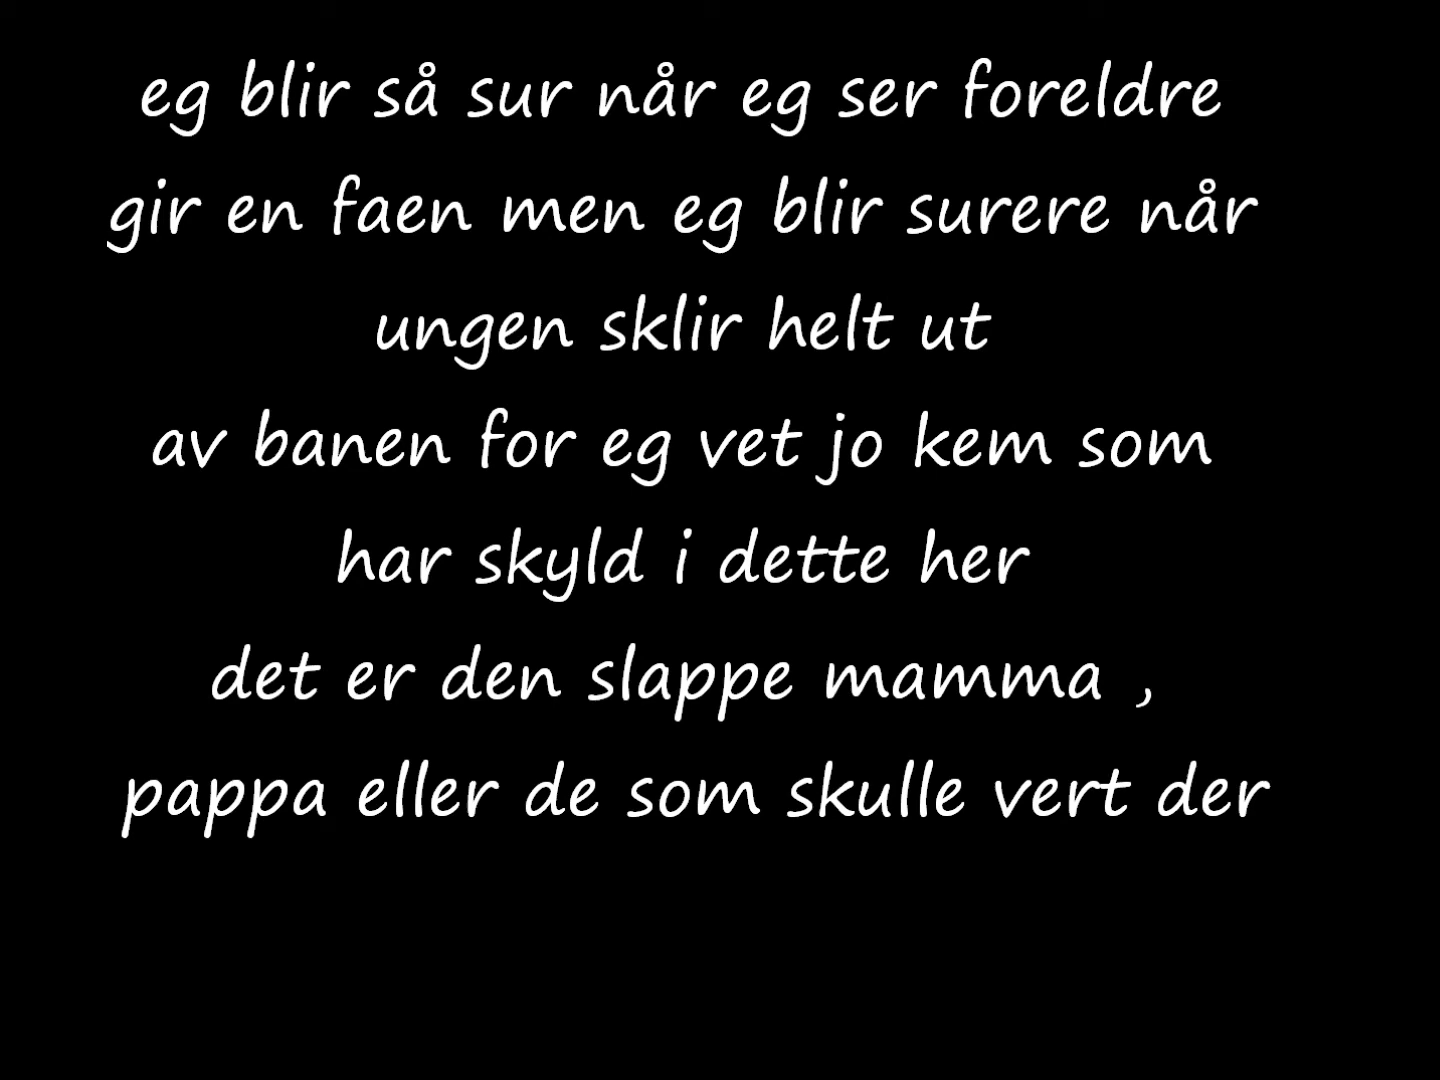 eg blir så sur når eg ser foreldre
gir en faen men eg blir surere når
ungen sklir helt ut
av banen for eg vet jo kem som
har skyld i dette her
det er den slappe mamma ,
pappa eller de som skulle vert der